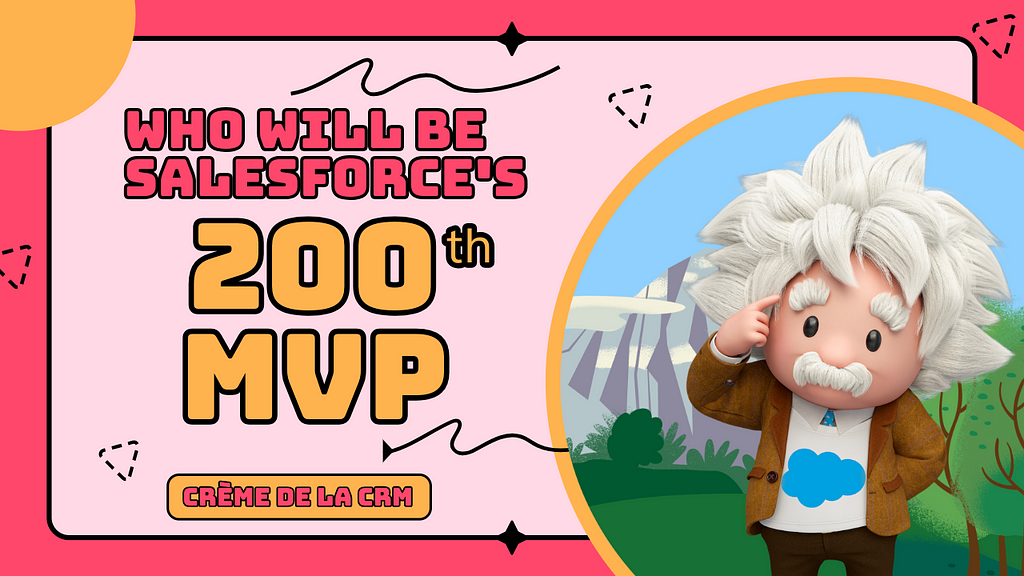 WHO WILL BE
SALESFORCE'S
200th
MVP
CRÈME DE LA CRM